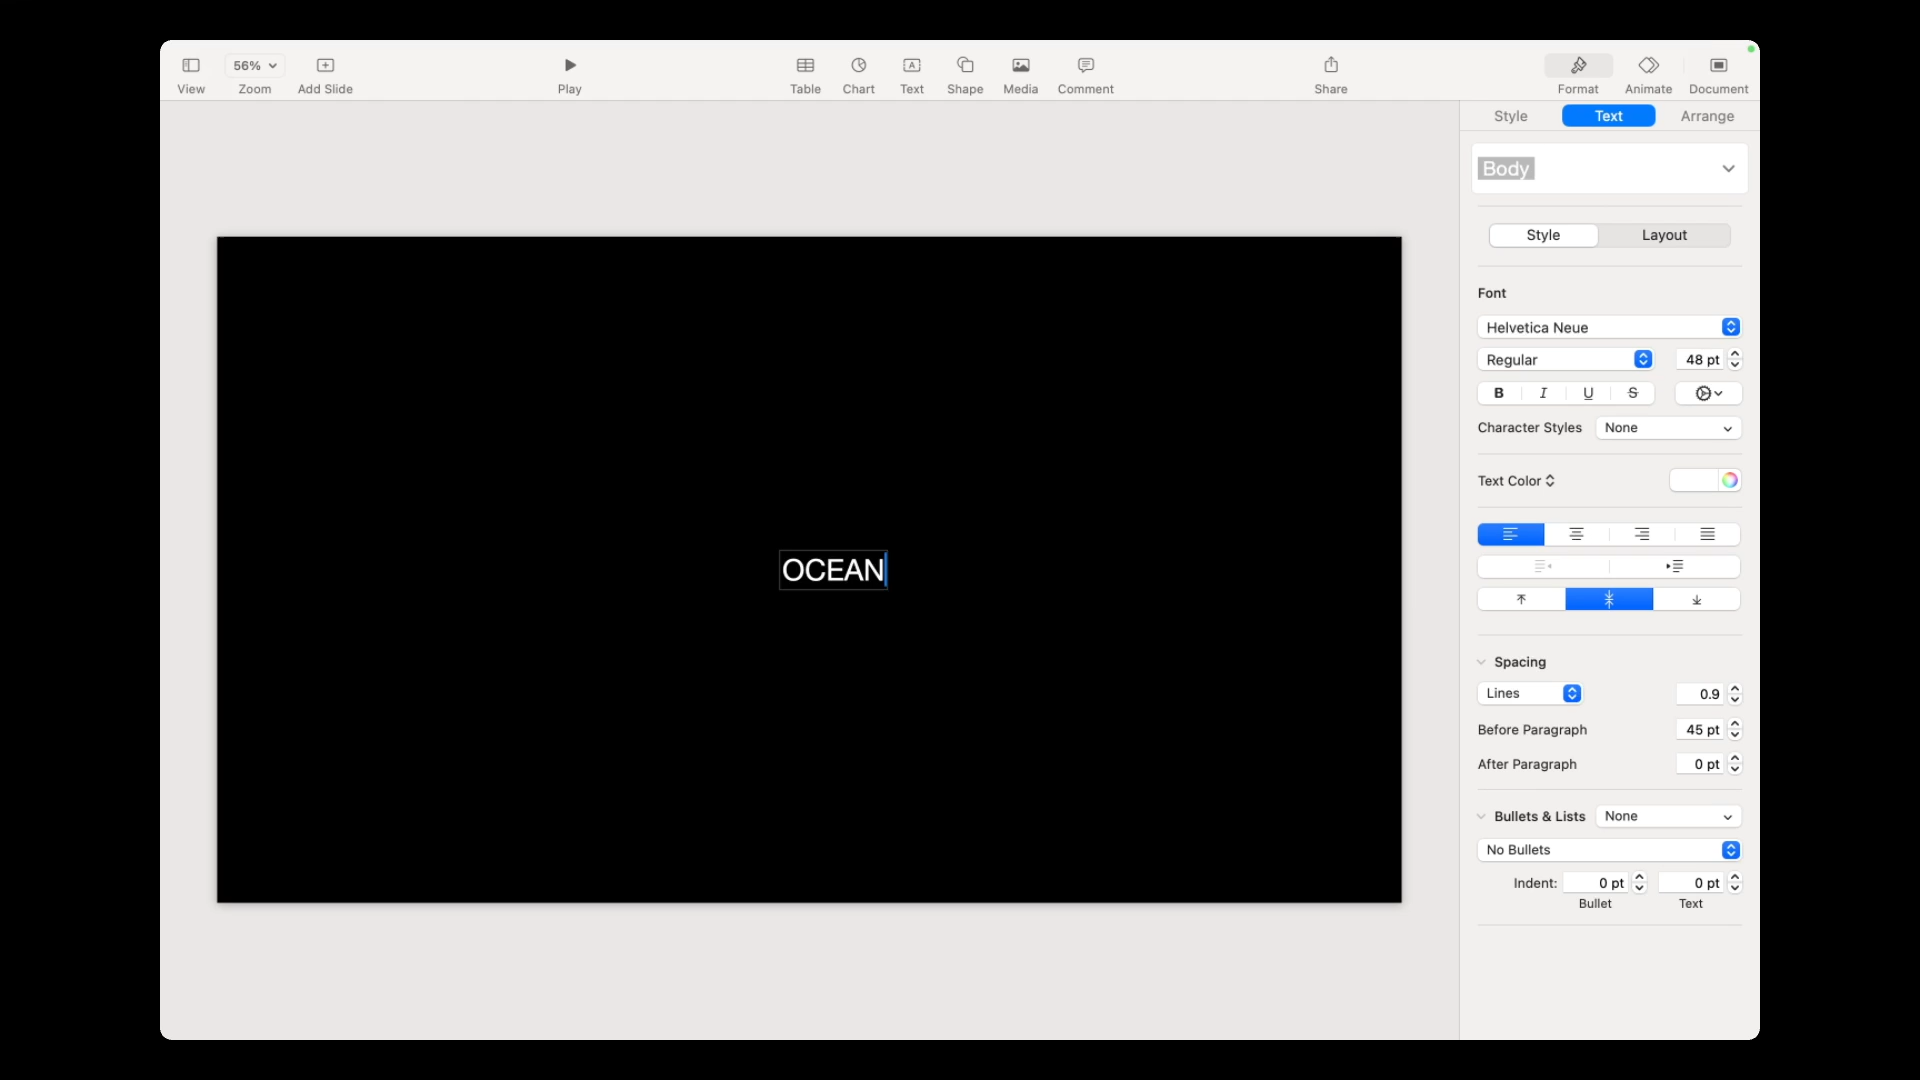 56%
View
Zoom
Add Slide
Play
Table
Chart
Text
Shape
Media
Comment
Share
Format
Animate
Document
Style
Text
Arrange
Body
Style
Layout
Font
Helvetica Neue
Regular
48 pt
B I U S
Character Styles
None
Text Color
OCEAN
Spacing
Lines
0.9
Before Paragraph
45 pt
After Paragraph
0 pt
Bullets & Lists
None
No Bullets
Indent:
0 pt
0 pt
Bullet
Text